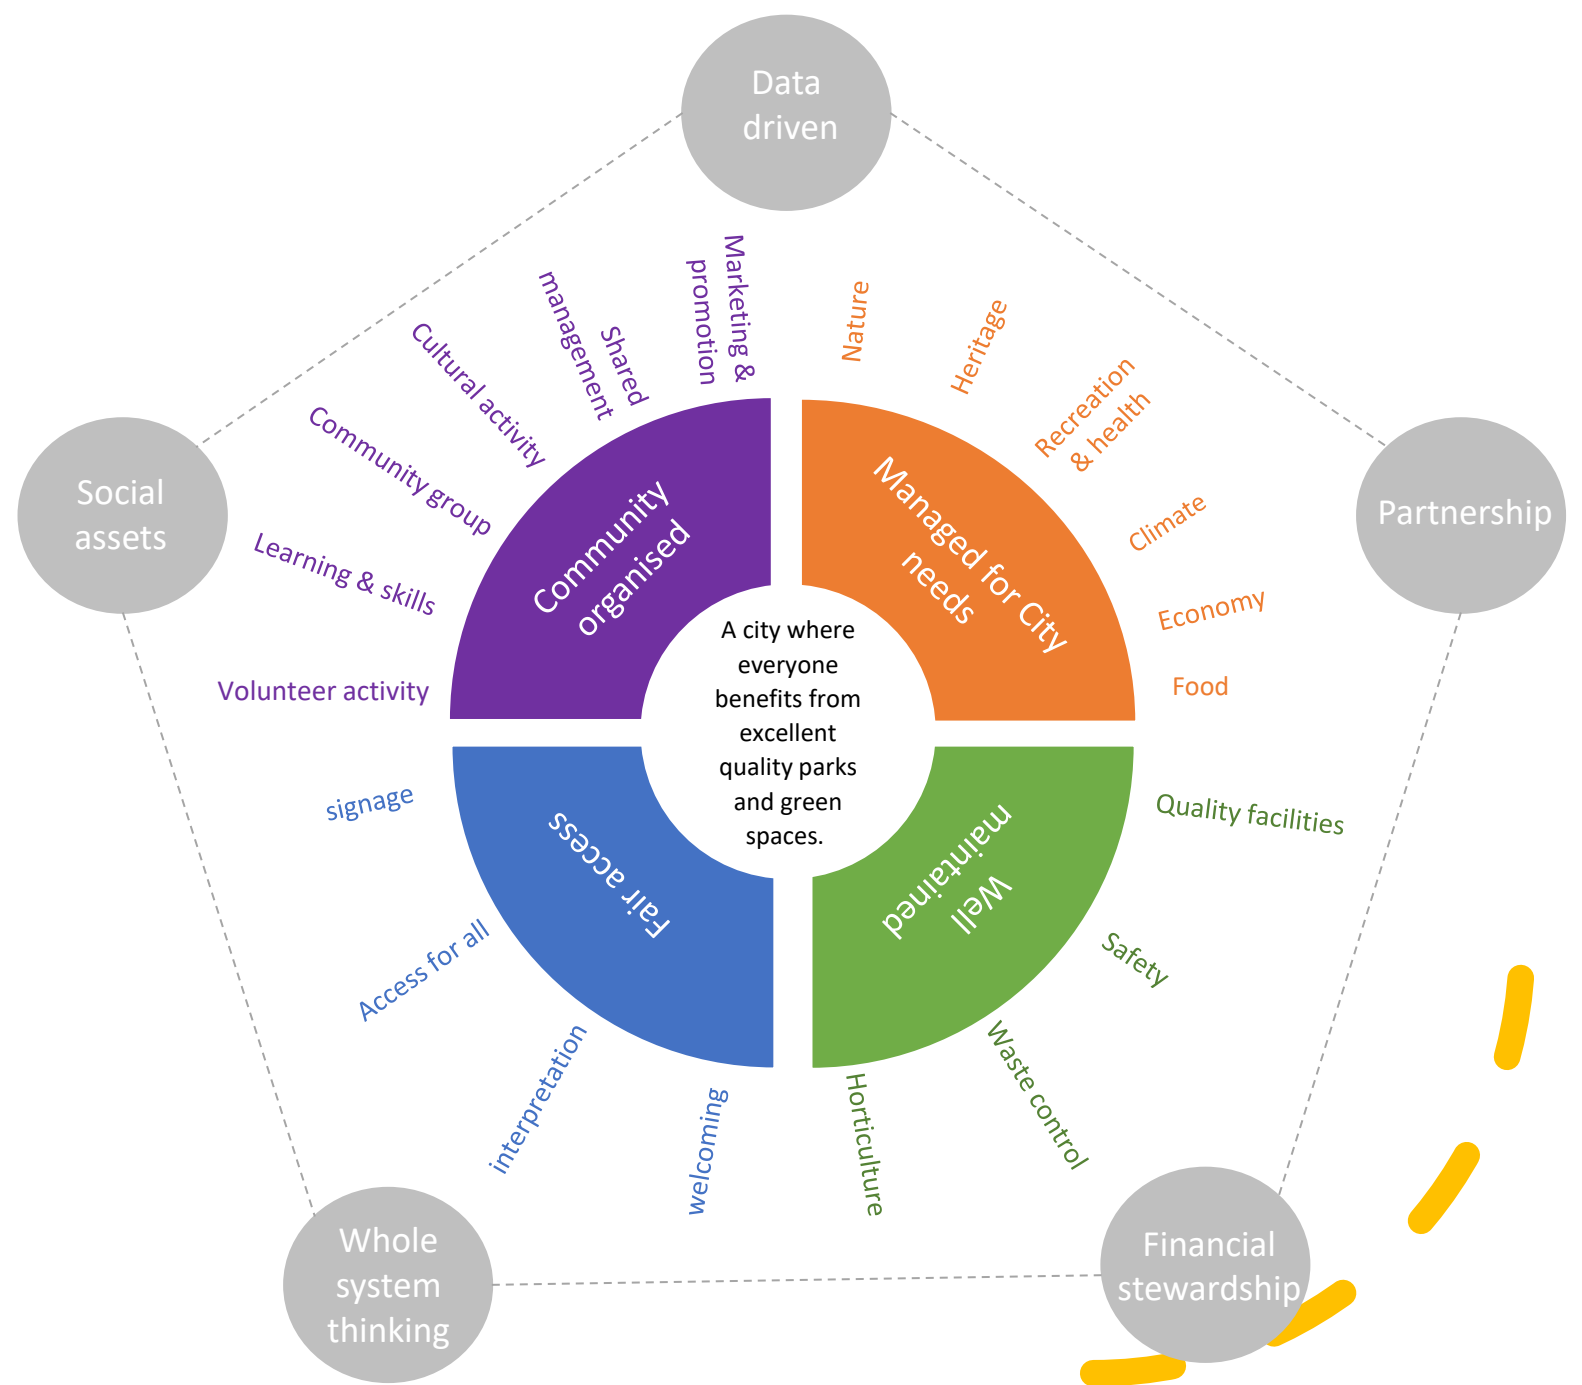 Data
driven
Marketing &
promotion
Shared
management
Cultural activity
Community group
Learning & skills
Volunteer activity
Nature
Heritage
Recreation
& health
Climate
Economy
Food
Social
assets
Partnership
Community
organised
Managed for City
needs
A city where
everyone
benefits from
excellent
quality parks
and green
spaces.
signage
Access for all
interpretation
welcoming
Fair access
Well
maintained
Quality facilities
Safety
Waste control
Horticulture
Whole
system
thinking
Financial
stewardship